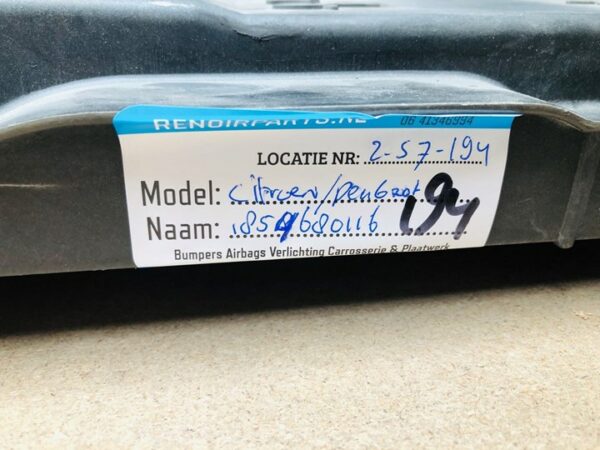 RENOIRPARTS.NL 06 41346994
LOCATIE NR: 2-57-194
Model: Citroen/peugeot 194
Naam: 1854680116
Bumpers Airbags Verlichting Carrosserie & Plaatwerk